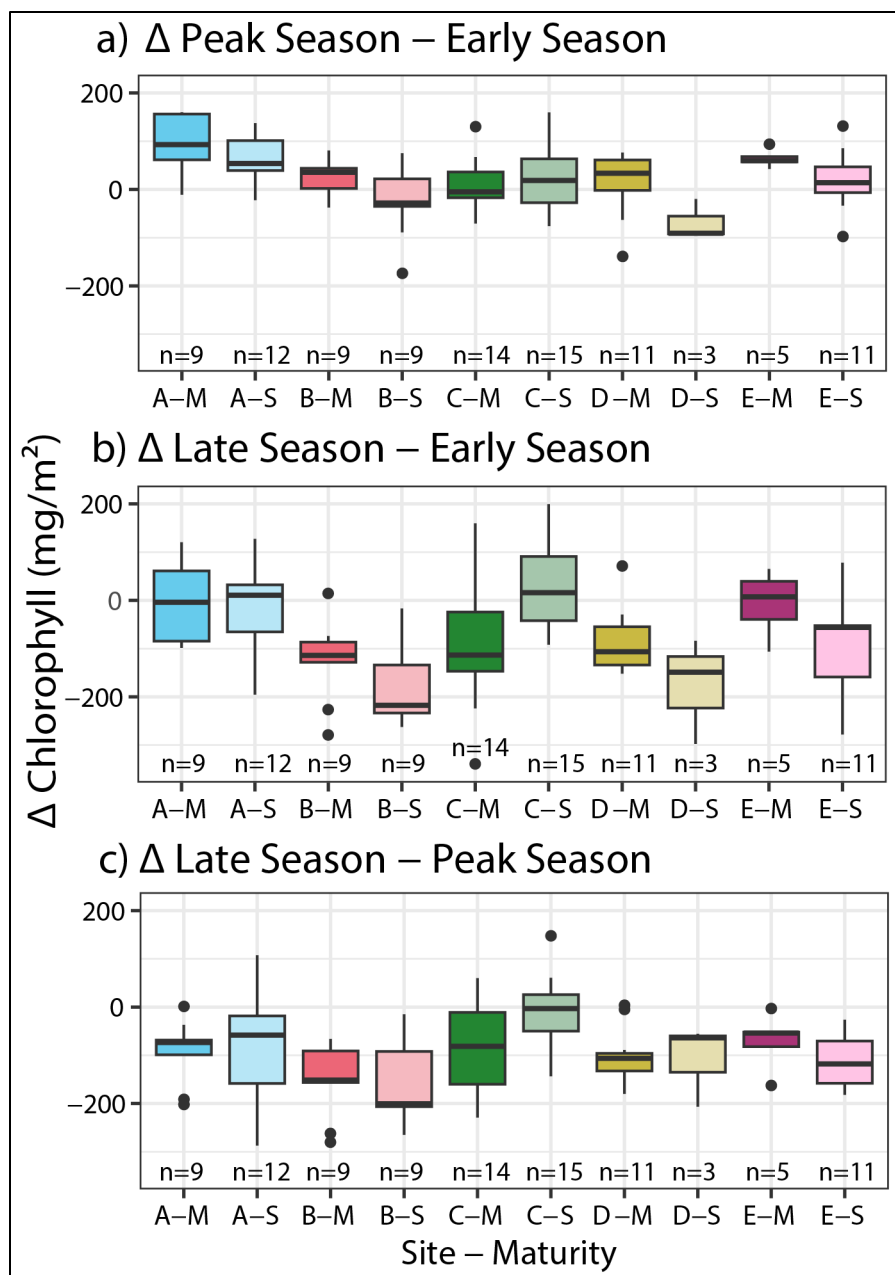 a) Δ Peak Season – Early Season
200
0
−200
n=9 n=12 n=9 n=9 n=14 n=15 n=11 n=3 n=5 n=11
A−M A−S B−M B−S C−M C−S D−M D−S E−M E−S
b) Δ Late Season – Early Season
Δ Chlorophyll (mg/m²)
200
0
−200
n=9 n=12 n=9 n=9 n=14 n=15 n=11 n=3 n=5 n=11
A−M A−S B−M B−S C−M C−S D−M D−S E−M E−S
c) Δ Late Season – Peak Season
200
0
−200
n=9 n=12 n=9 n=9 n=14 n=15 n=11 n=3 n=5 n=11
A−M A−S B−M B−S C−M C−S D−M D−S E−M E−S
Site – Maturity